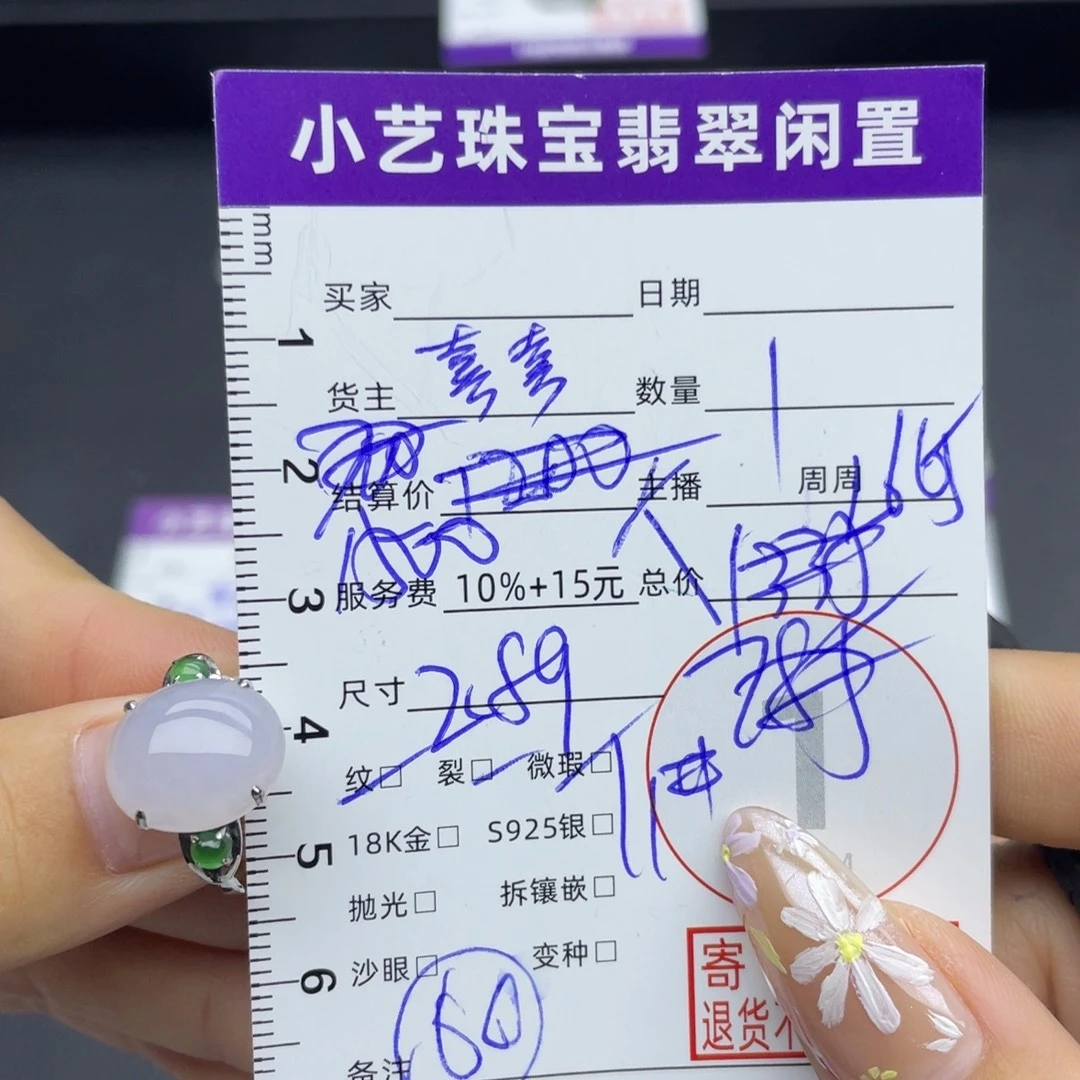 小艺珠宝翡翠闲置
mm
买家 日期
1
货主 喜喜 数量 1
2
结算价 主播 周周
3
服务费 10%+15元 总价
尺寸 289
4
纹□ 裂□ 微瑕□
11#
5
18K金□ S925银□
抛光□ 拆镶嵌□
6
沙眼□ 变种□
60
备注
寄
退货不